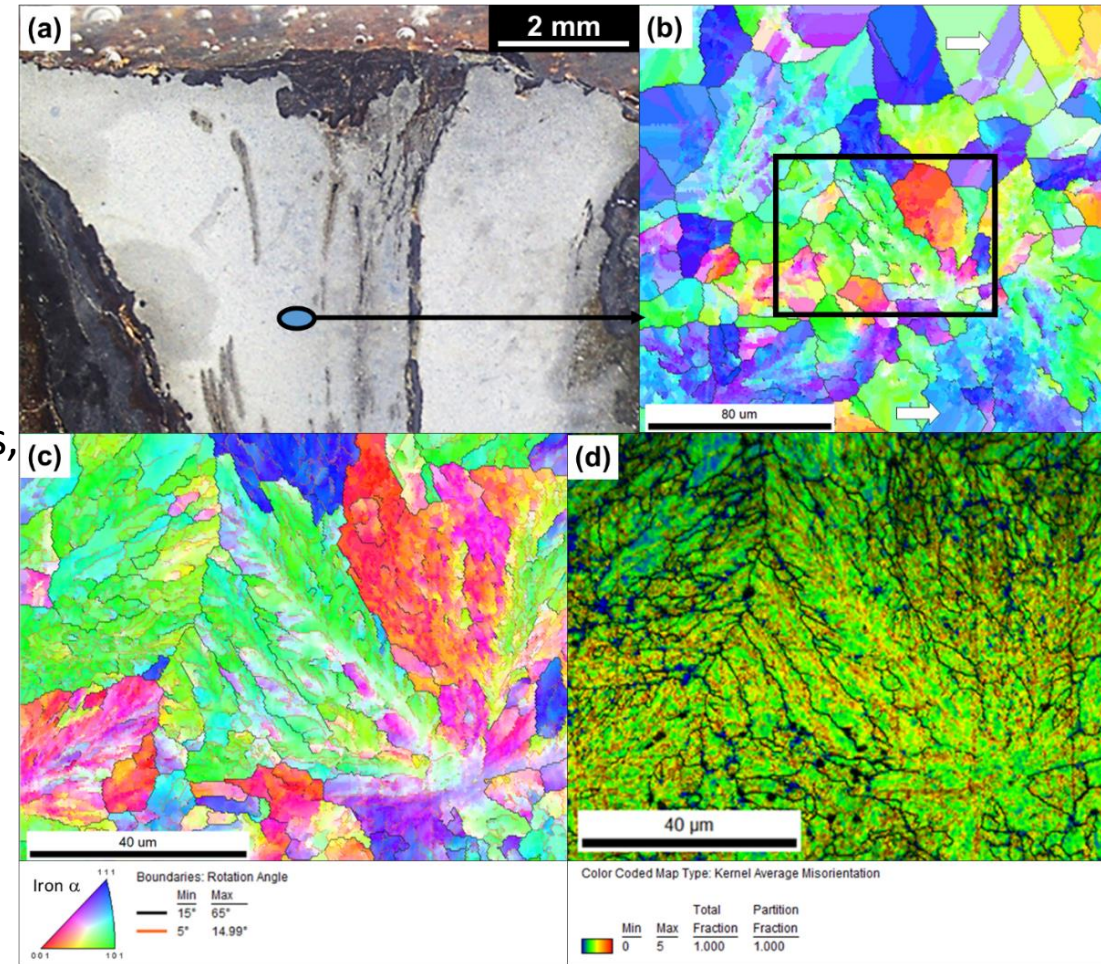 (a)
2 mm
(b)
80 um
s,
(c)
(d)
40 um
40 μm
Iron α
111
001
101
Boundaries: Rotation Angle
Min Max
15° 65°
5° 14.99°
Color Coded Map Type: Kernel Average Misorientation
Total Partition
Min Max Fraction Fraction
0 5 1.000 1.000